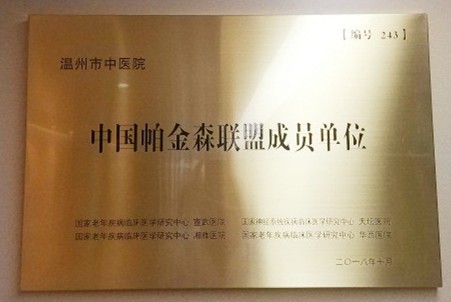 【编号 243】
温州市中医院
中国帕金森联盟成员单位
国家老年疾病临床医学研究中心 宣武医院 国家神经系统疾病临床医学研究中心 天坛医院
国家老年疾病临床医学研究中心 湘雅医院 国家老年疾病临床医学研究中心 华西医院
二〇一八年十月